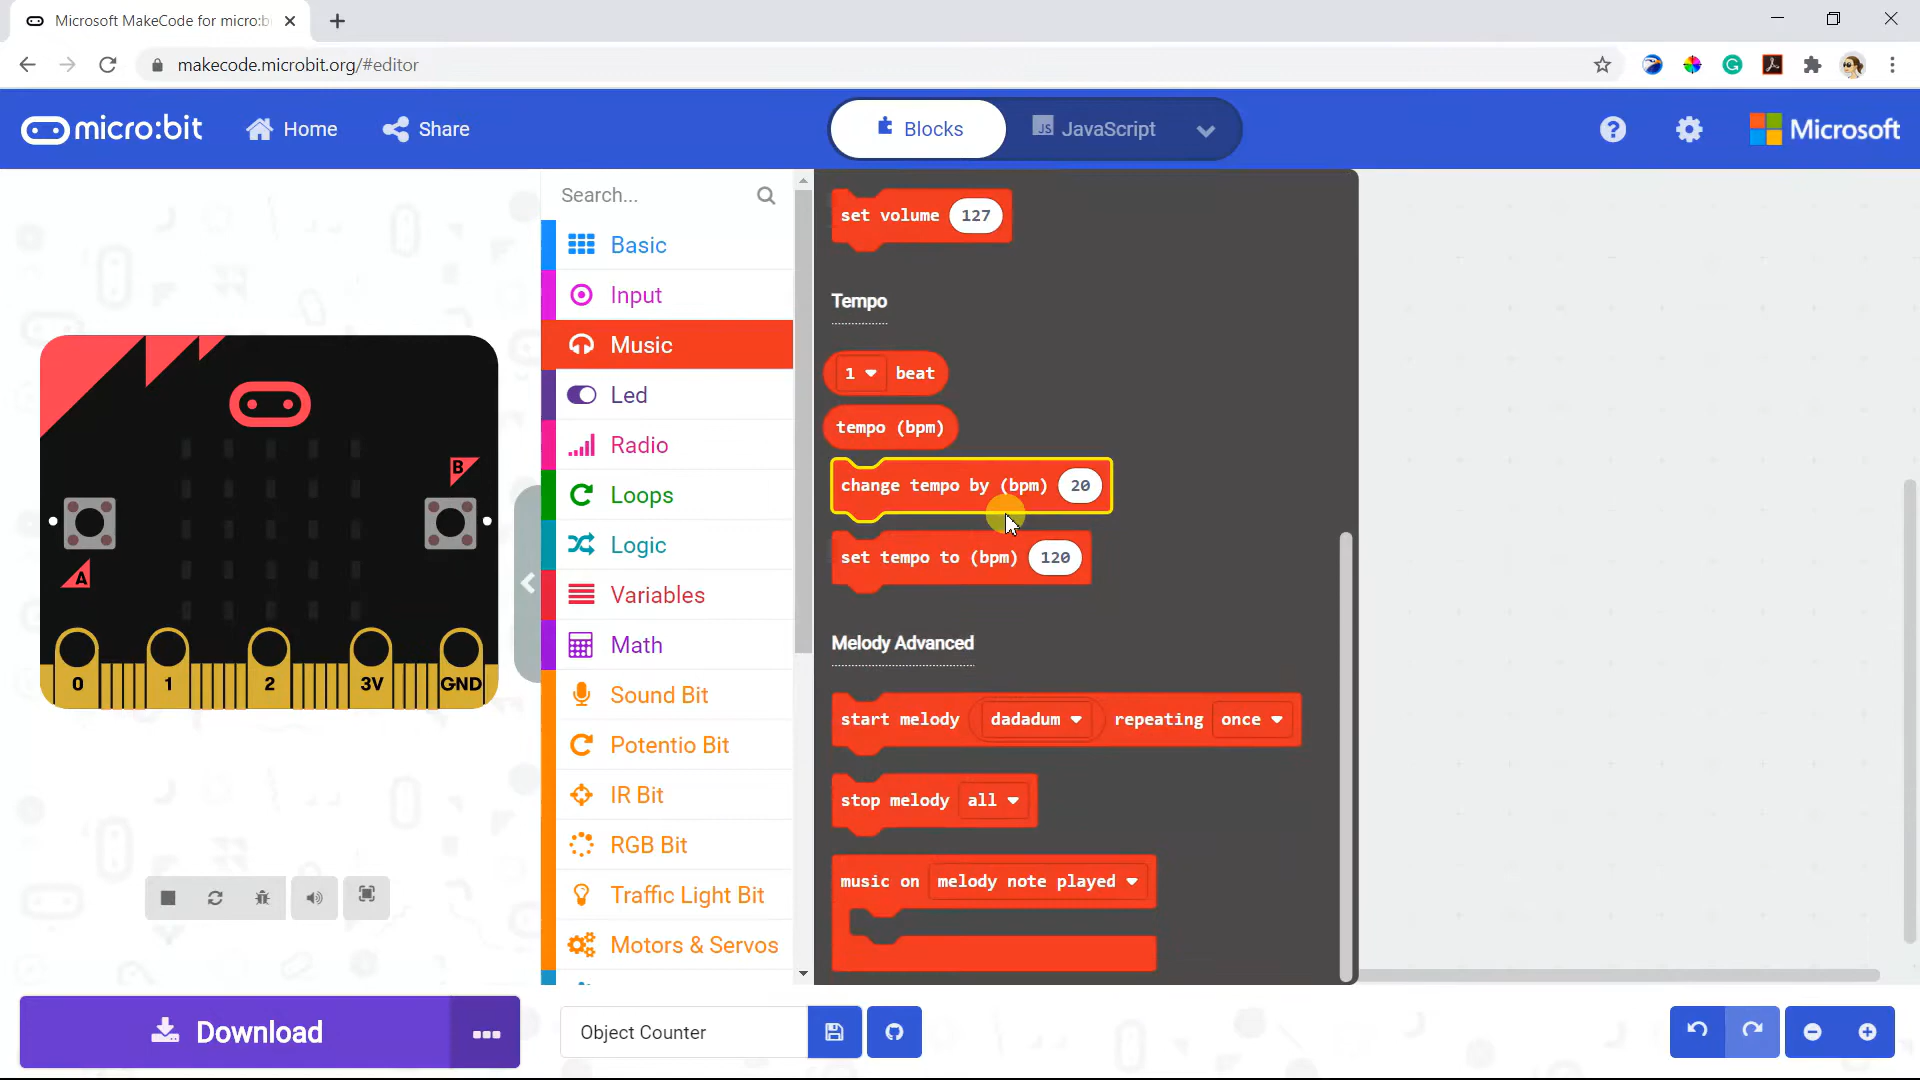 Microsoft MakeCode for micro:b
makecode.microbit.org/#editor
micro:bit
Home
Share
Blocks
JS
JavaScript
?
Microsoft
Search...
Basic
Input
Music
Led
Radio
Loops
Logic
Variables
Math
Sound Bit
Potentio Bit
IR Bit
RGB Bit
Traffic Light Bit
Motors & Servos
set volume 127
Tempo
1 beat
tempo (bpm)
change tempo by (bpm) 20
set tempo to (bpm) 120
Melody Advanced
start melody dadadum repeating once
stop melody all
music on melody note played
B
A
0 1 2 3V GND
Download
Object Counter